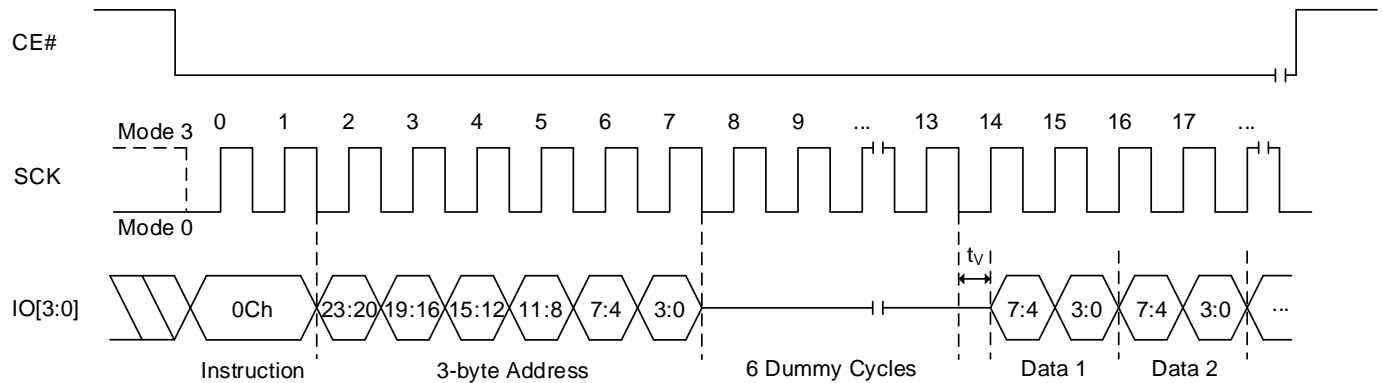 CE#
Mode 3 0 1 2 3 4 5 6 7 8 9 ... 13 14 15 16 17 ...
SCK
Mode 0
tV
IO[3:0] 0Ch 23:20 19:16 15:12 11:8 7:4 3:0 7:4 3:0 7:4 3:0 ...
Instruction 3-byte Address 6 Dummy Cycles Data 1 Data 2